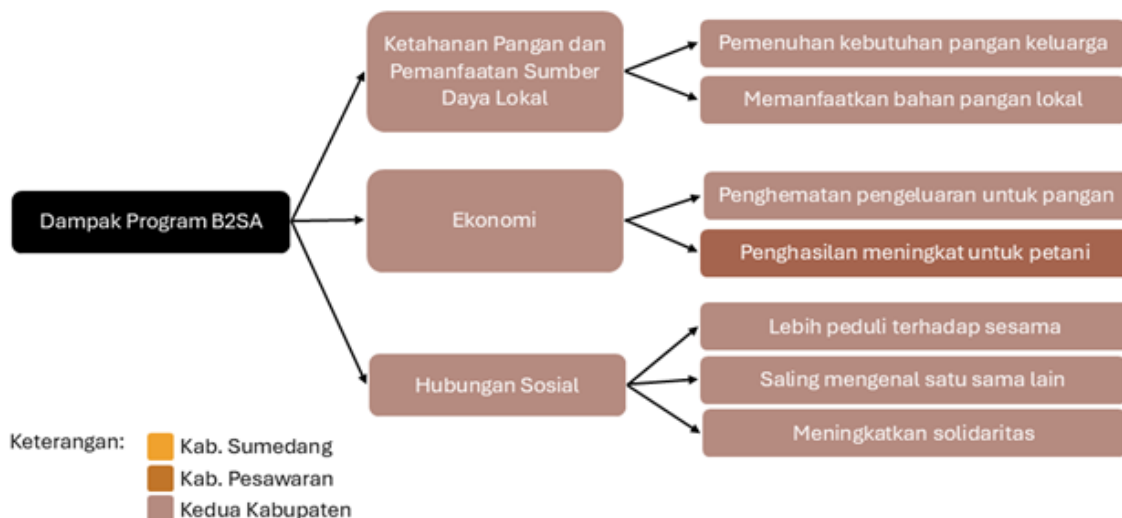 Dampak Program B2SA
Ketahanan Pangan dan
Pemanfaatan Sumber
Daya Lokal
Pemenuhan kebutuhan pangan keluarga
Memanfaatkan bahan pangan lokal
Ekonomi
Penghematan pengeluaran untuk pangan
Penghasilan meningkat untuk petani
Hubungan Sosial
Lebih peduli terhadap sesama
Saling mengenal satu sama lain
Meningkatkan solidaritas
Keterangan:
Kab. Sumedang
Kab. Pesawaran
Kedua Kabupaten